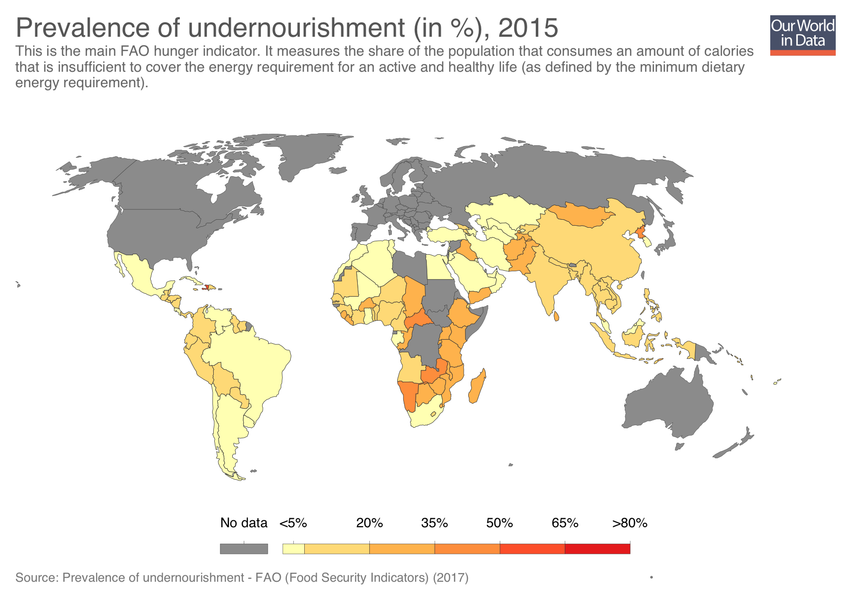 Prevalence of undernourishment (in %), 2015
Our World
in Data
This is the main FAO hunger indicator. It measures the share of the population that consumes an amount of calories
that is insufficient to cover the energy requirement for an active and healthy life (as defined by the minimum dietary
energy requirement).
No data <5% 20% 35% 50% 65% >80%
Source: Prevalence of undernourishment - FAO (Food Security Indicators) (2017)